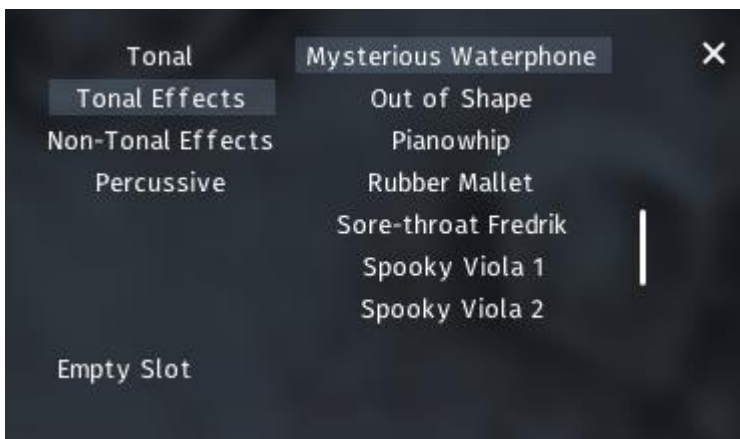 Tonal
Tonal Effects
Non-Tonal Effects
Percussive
Mysterious Waterphone
Out of Shape
Pianowhip
Rubber Mallet
Sore-throat Fredrik
Spooky Viola 1
Spooky Viola 2
Empty Slot